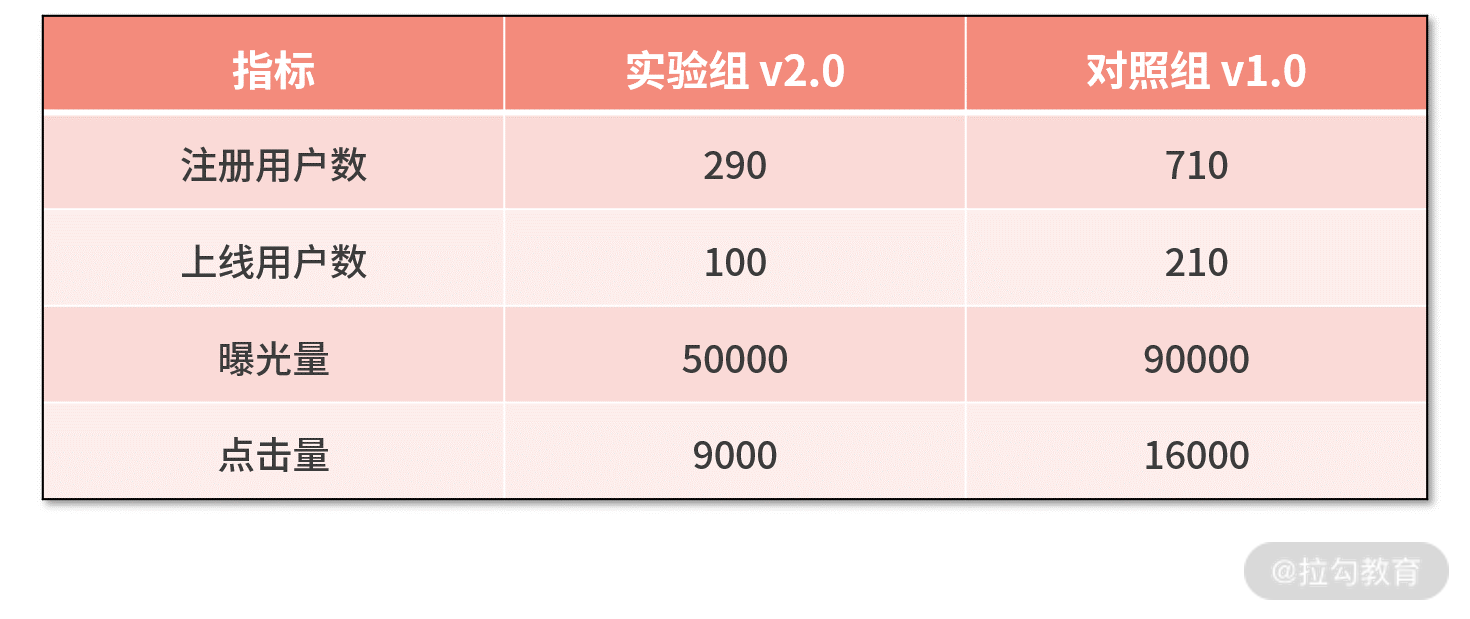 指标 实验组 v2.0 对照组 v1.0
注册用户数 290 710
上线用户数 100 210
曝光量 50000 90000
点击量 9000 16000
@拉勾教育